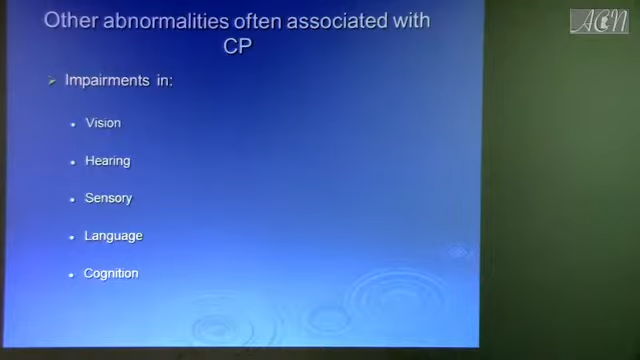 Other abnormalities often associated with
CP
Impairments in:
Vision
Hearing
Sensory
Language
Cognition
ACN